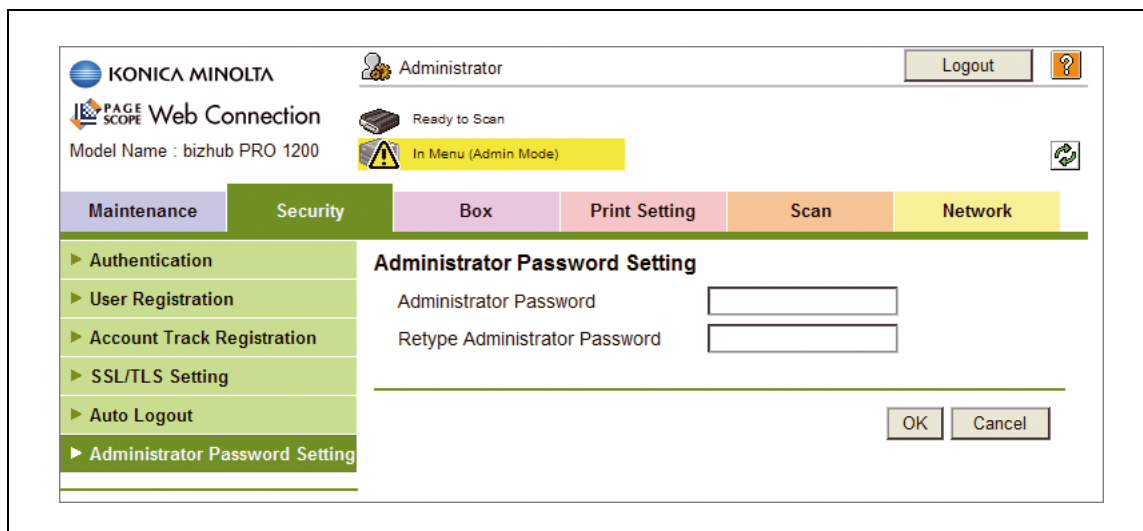 KONICA MINOLTA
Administrator
Logout
?
PAGE SCOPE Web Connection
Ready to Scan
Model Name : bizhub PRO 1200
In Menu (Admin Mode)
Maintenance Security Box Print Setting Scan Network
Authentication
User Registration
Account Track Registration
SSL/TLS Setting
Auto Logout
Administrator Password Setting
Administrator Password Setting
Administrator Password
Retype Administrator Password
OK Cancel